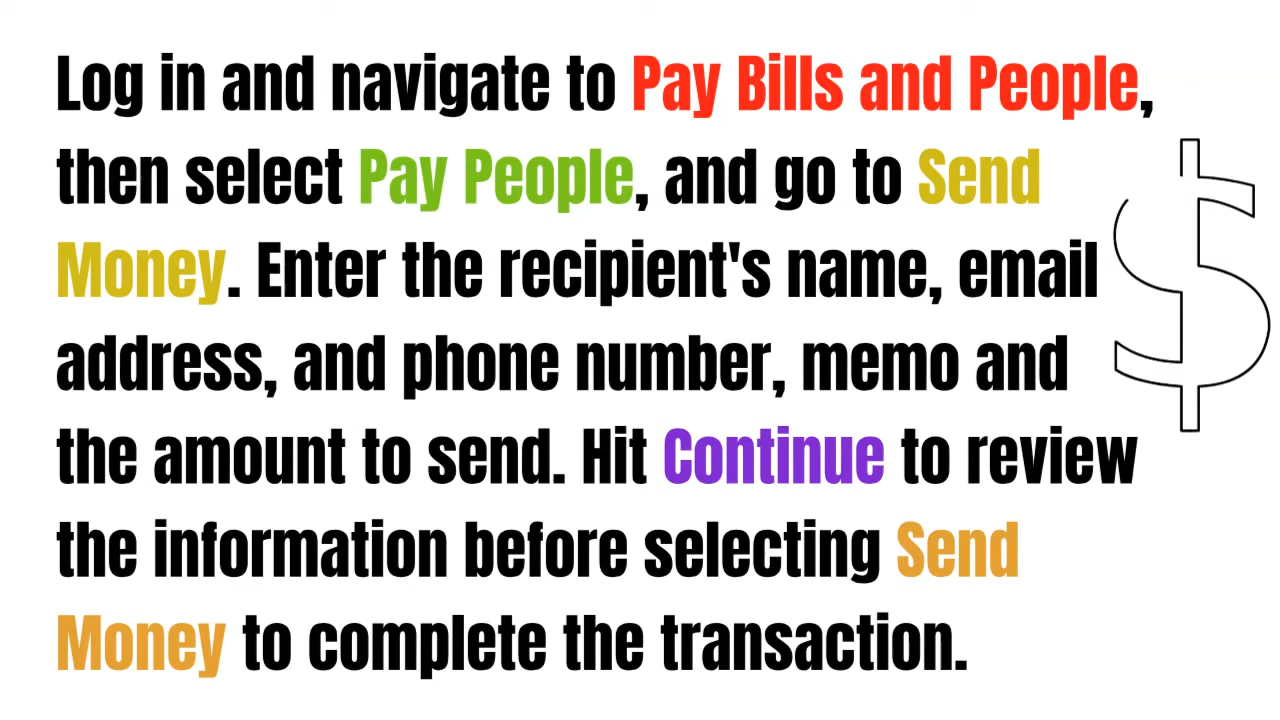 Log in and navigate to Pay Bills and People,
then select Pay People, and go to Send
Money. Enter the recipient's name, email
address, and phone number, memo and
the amount to send. Hit Continue to review
the information before selecting Send
Money to complete the transaction.
$